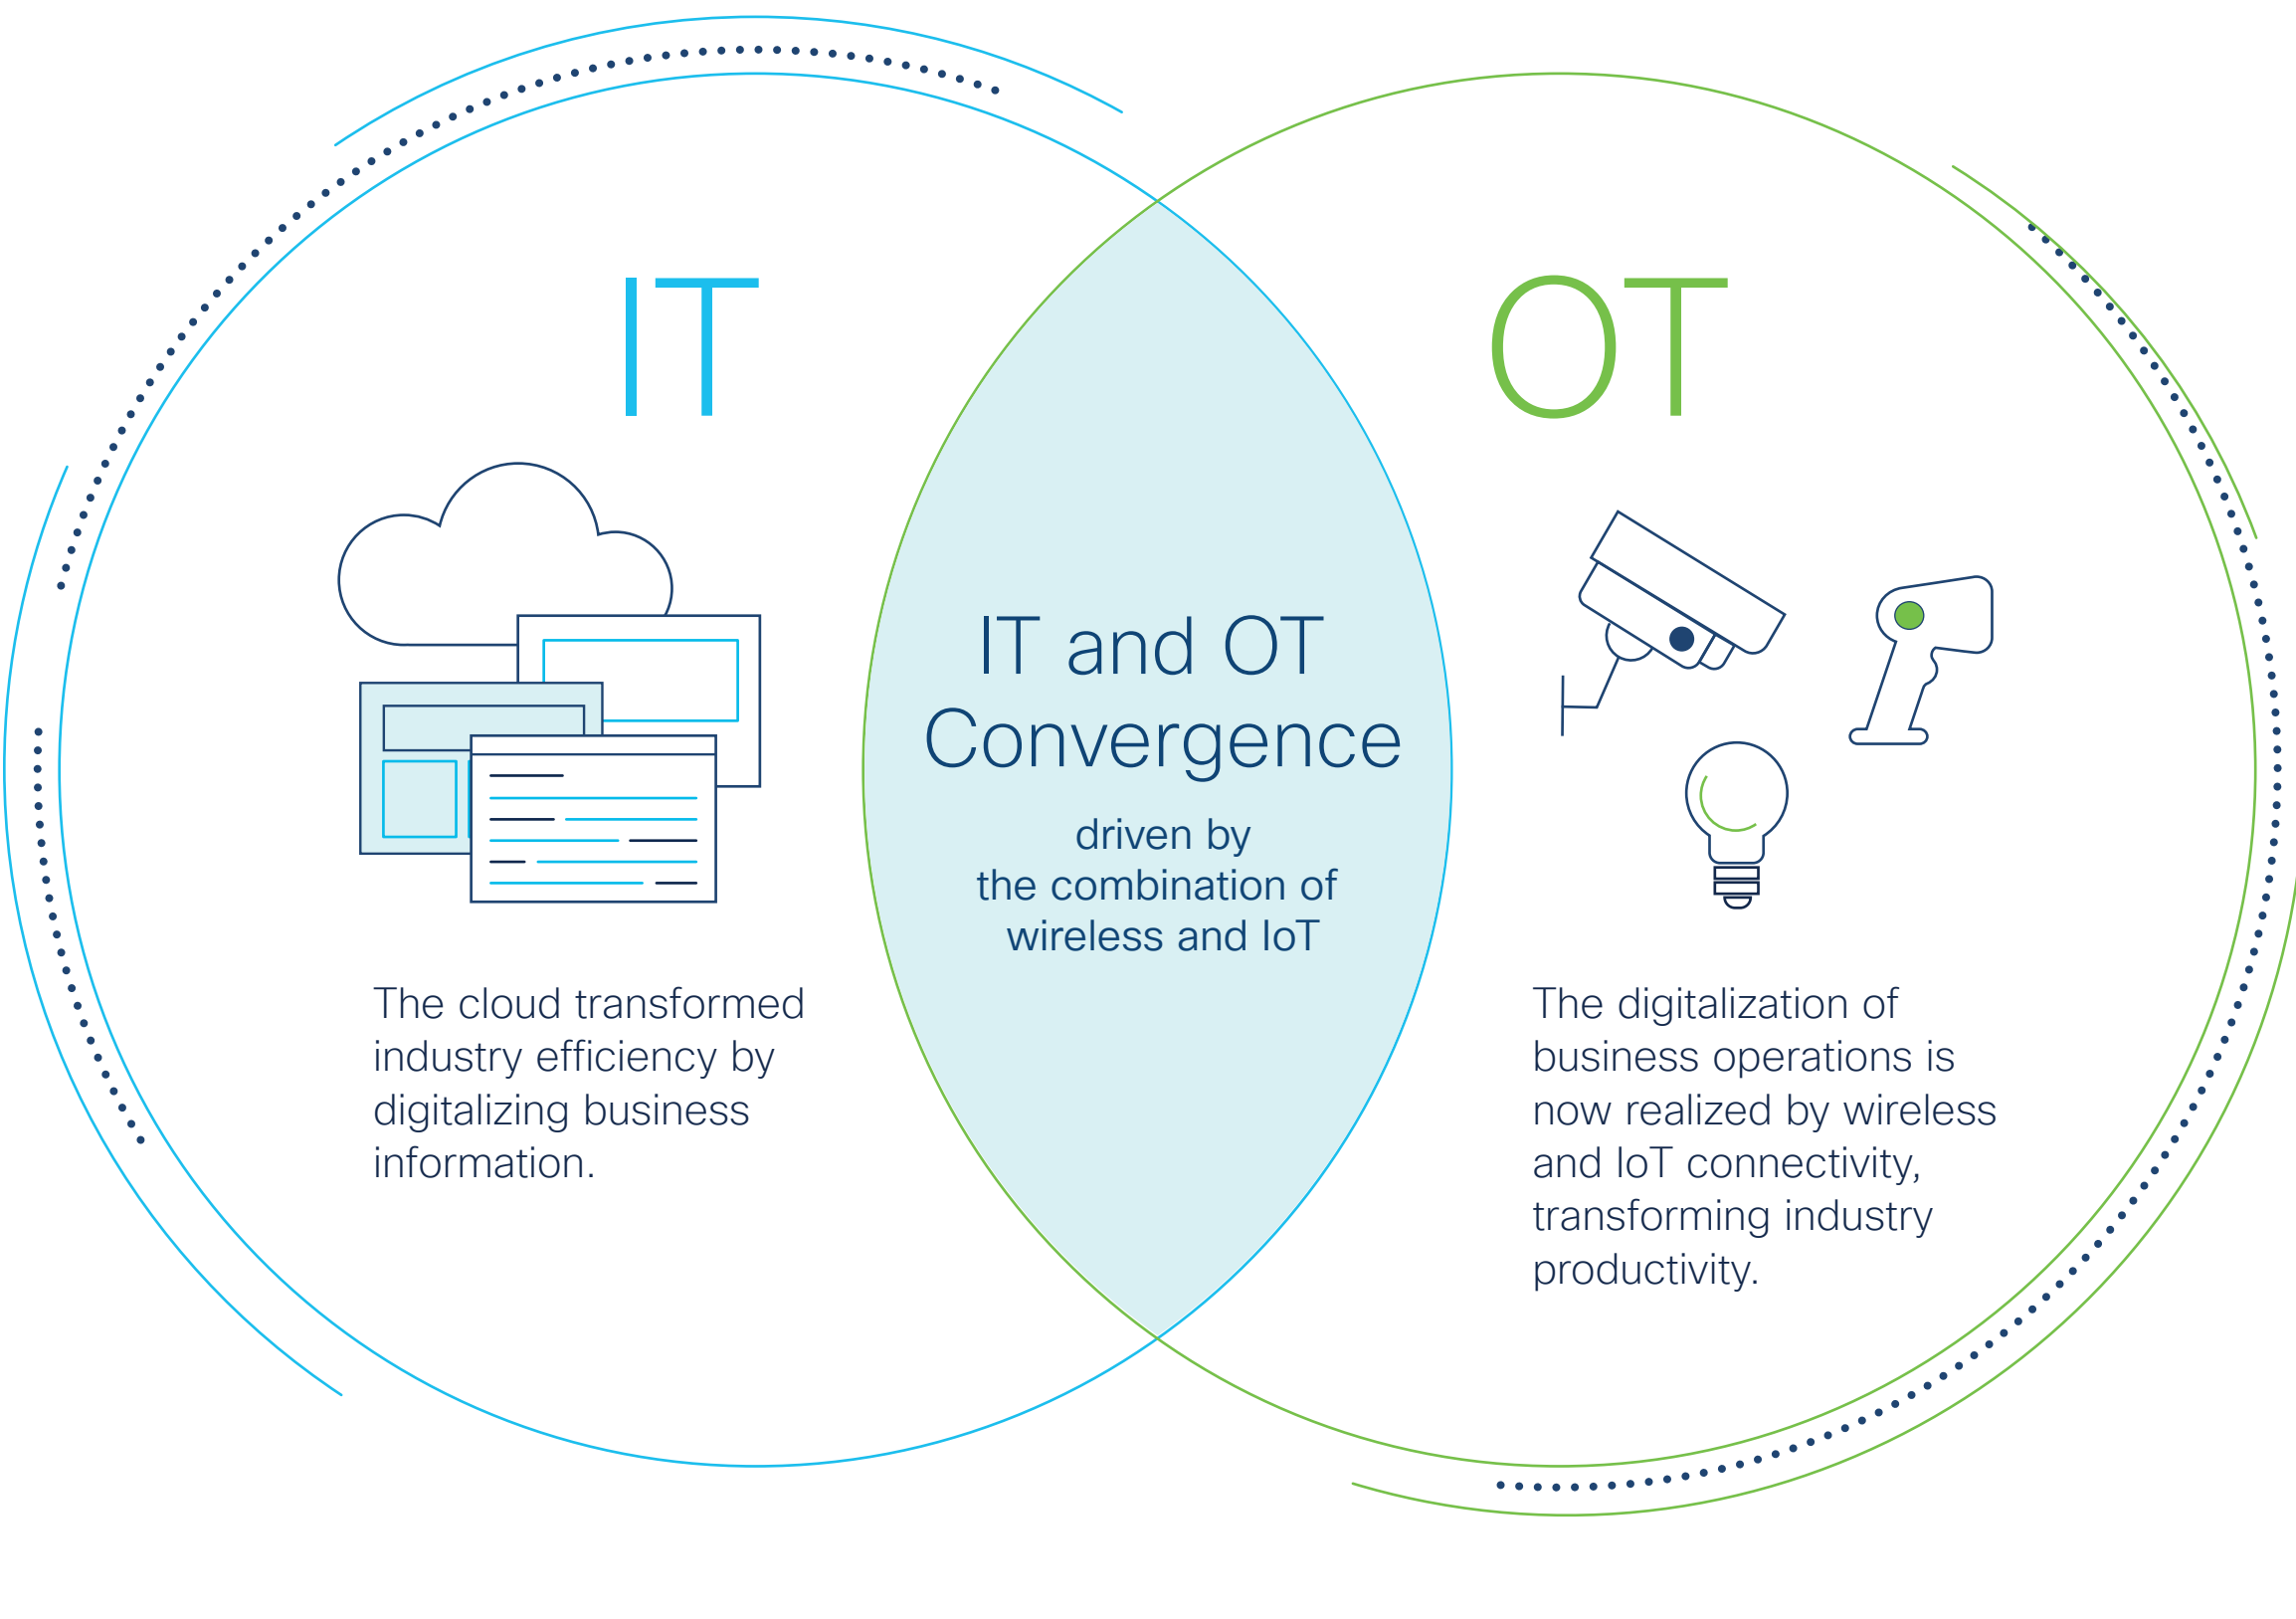 IT
The cloud transformed
industry efficiency by
digitalizing business
information.
IT and OT
Convergence
driven by
the combination of
wireless and IoT
OT
The digitalization of
business operations is
now realized by wireless
and IoT connectivity,
transforming industry
productivity.